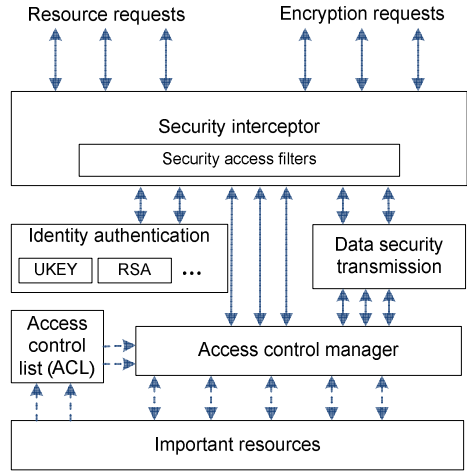 Resource requests
Encryption requests
Security interceptor
Security access filters
Identity authentication
UKEY
RSA
...
Data security
transmission
Access
control
list (ACL)
Access control manager
Important resources